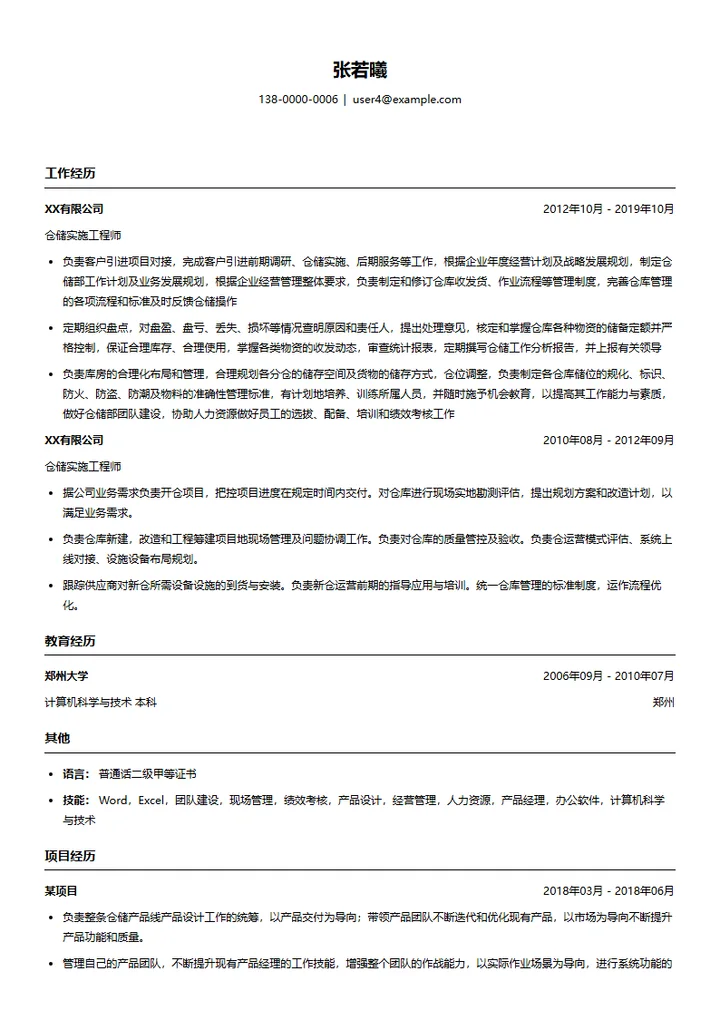 张若曦
138-0000-0006 | user4@example.com
工作经历
XX有限公司 2012年10月 - 2019年10月
仓储实施工程师
• 负责客户引进项目对接，完成客户引进前期调研、仓储实施、后期服务等工作，根据企业年度经营计划及战略发展规划，制定仓
储部工作计划及业务发展规划，根据企业经营管理整体要求，负责制定和修订仓库收发货、作业流程等管理制度，完善仓库管理
的各项流程和标准及时反馈仓储操作
• 定期组织盘点，对盘盈、盘亏、丢失、损坏等情况查明原因和责任人，提出处理意见，核定和掌握仓库各种物资的储备定额并严
格控制，保证合理库存、合理使用，掌握各类物资的收发动态，审查统计报表，定期撰写仓储工作分析报告，并上报有关领导
• 负责库房的合理化布局和管理，合理规划各分仓的储存空间及货物的储存方式，仓位调整，负责制定各仓库储位的规化、标识、
防火、防盗、防潮及物料的准确性管理标准，有计划地培养、训练所属人员，并随时施予机会教育，以提高其工作能力与素质，
做好仓储部团队建设，协助人力资源做好员工的选拔、配备、培训和绩效考核工作
XX有限公司 2010年08月 - 2012年09月
仓储实施工程师
• 据公司业务需求负责开仓项目，把控项目进度在规定时间内交付。对仓库进行现场实地勘测评估，提出规划方案和改造计划，以
满足业务需求。
• 负责仓库新建，改造和工程筹建项目地现场管理及问题协调工作。负责对仓库的质量管控及验收。负责仓运营模式评估、系统上
线对接、设施设备布局规划。
• 跟踪供应商对新仓所需设备设施的到货与安装。负责新仓运营前期的指导应用与培训。统一仓库管理的标准制度，运作流程优
化。
教育经历
郑州大学 2006年09月 - 2010年07月
计算机科学与技术 本科 郑州
其他
• 语言： 普通话二级甲等证书
• 技能： Word，Excel，团队建设，现场管理，绩效考核，产品设计，经营管理，人力资源，产品经理，办公软件，计算机科学
与技术
项目经历
某项目 2018年03月 - 2018年06月
• 负责整条仓储产品线产品设计工作的统筹，以产品交付为导向；带领产品团队不断迭代和优化现有产品，以市场为导向不断提升
产品功能和质量。
• 管理自己的产品团队，不断提升现有产品经理的工作技能，增强整个团队的作战能力，以实际作业场景为导向，进行系统功能的